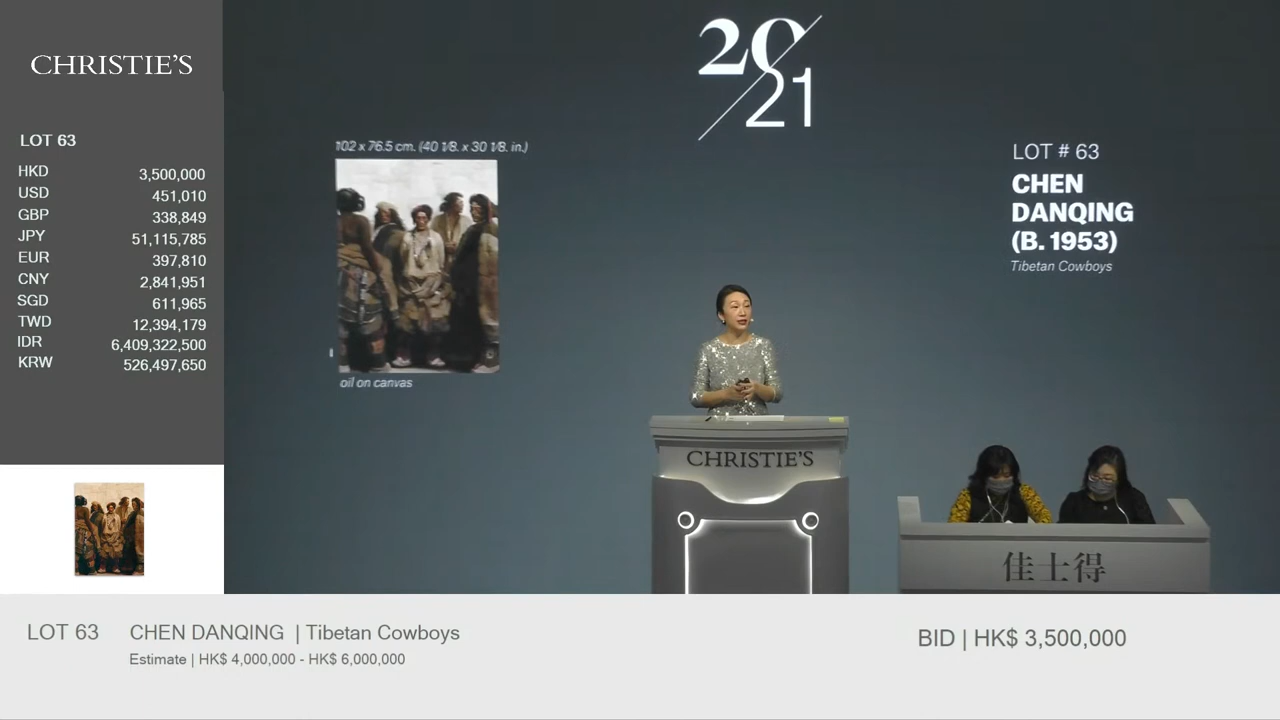 CHRISTIE'S
LOT 63
HKD 3,500,000
USD 451,010
GBP 338,849
JPY 51,115,785
EUR 397,810
CNY 2,841,951
SGD 611,965
TWD 12,394,179
IDR 6,409,322,500
KRW 526,497,650
20/21
102 x 76.5 cm. (40 1⁄8. x 30 1⁄8. in.)
oil on canvas
LOT # 63
CHEN
DANQING
(B. 1953)
Tibetan Cowboys
CHRISTIE'S
佳士得
LOT 63 CHEN DANQING | Tibetan Cowboys
Estimate | HK$ 4,000,000 - HK$ 6,000,000
BID | HK$ 3,500,000